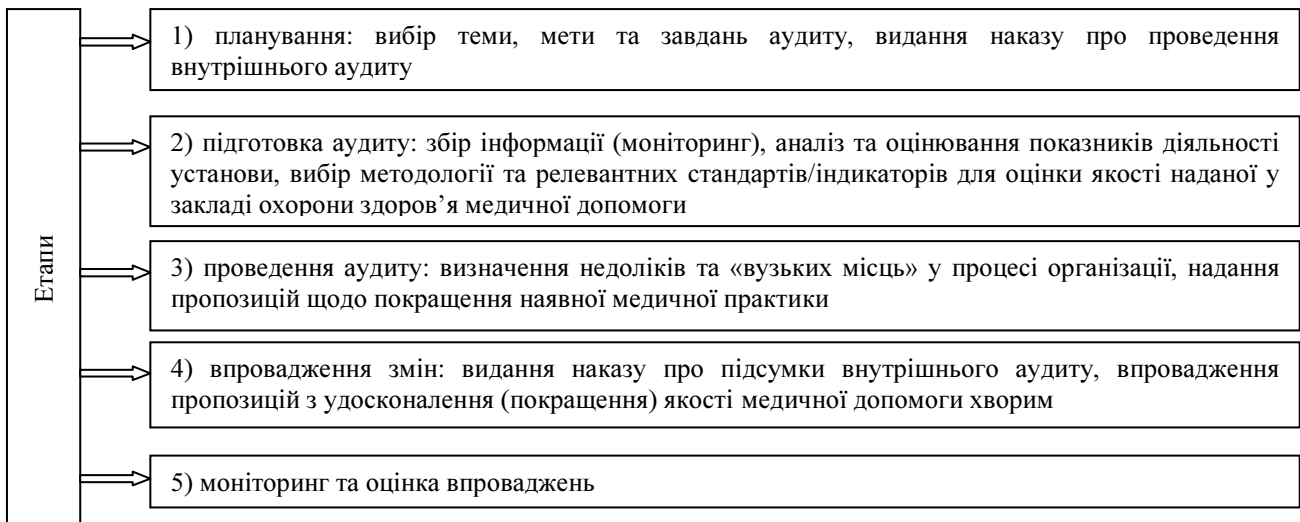 Етапи
1) планування: вибір теми, мети та завдань аудиту, видання наказу про проведення
внутрішнього аудиту
2) підготовка аудиту: збір інформації (моніторинг), аналіз та оцінювання показників діяльності
установи, вибір методології та релевантних стандартів/індикаторів для оцінки якості наданої у
закладі охорони здоров’я медичної допомоги
3) проведення аудиту: визначення недоліків та «вузьких місць» у процесі організації, надання
пропозицій щодо покращення наявної медичної практики
4) впровадження змін: видання наказу про підсумки внутрішнього аудиту, впровадження
пропозицій з удосконалення (покращення) якості медичної допомоги хворим
5) моніторинг та оцінка впроваджень